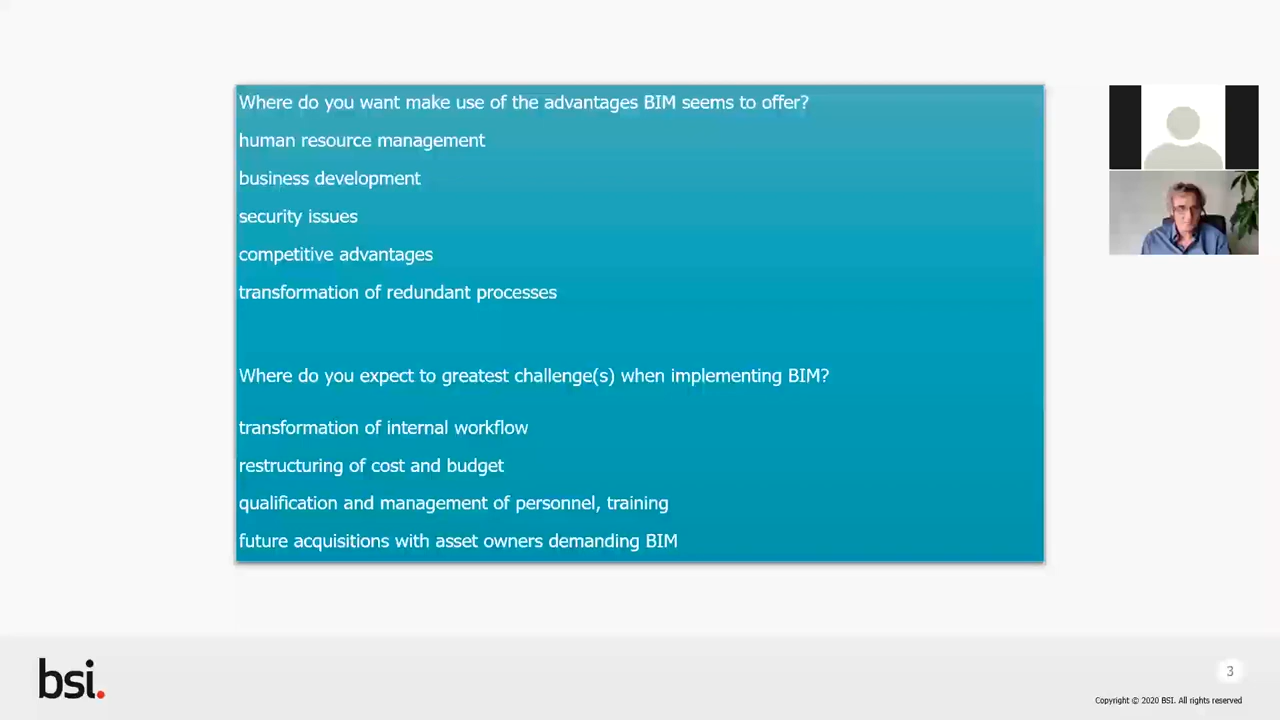 Where do you want make use of the advantages BIM seems to offer?
human resource management
business development
security issues
competitive advantages
transformation of redundant processes
Where do you expect to greatest challenge(s) when implementing BIM?
transformation of internal workflow
restructuring of cost and budget
qualification and management of personnel, training
future acquisitions with asset owners demanding BIM
bsi.
3
Copyright © 2020 BSI. All rights reserved